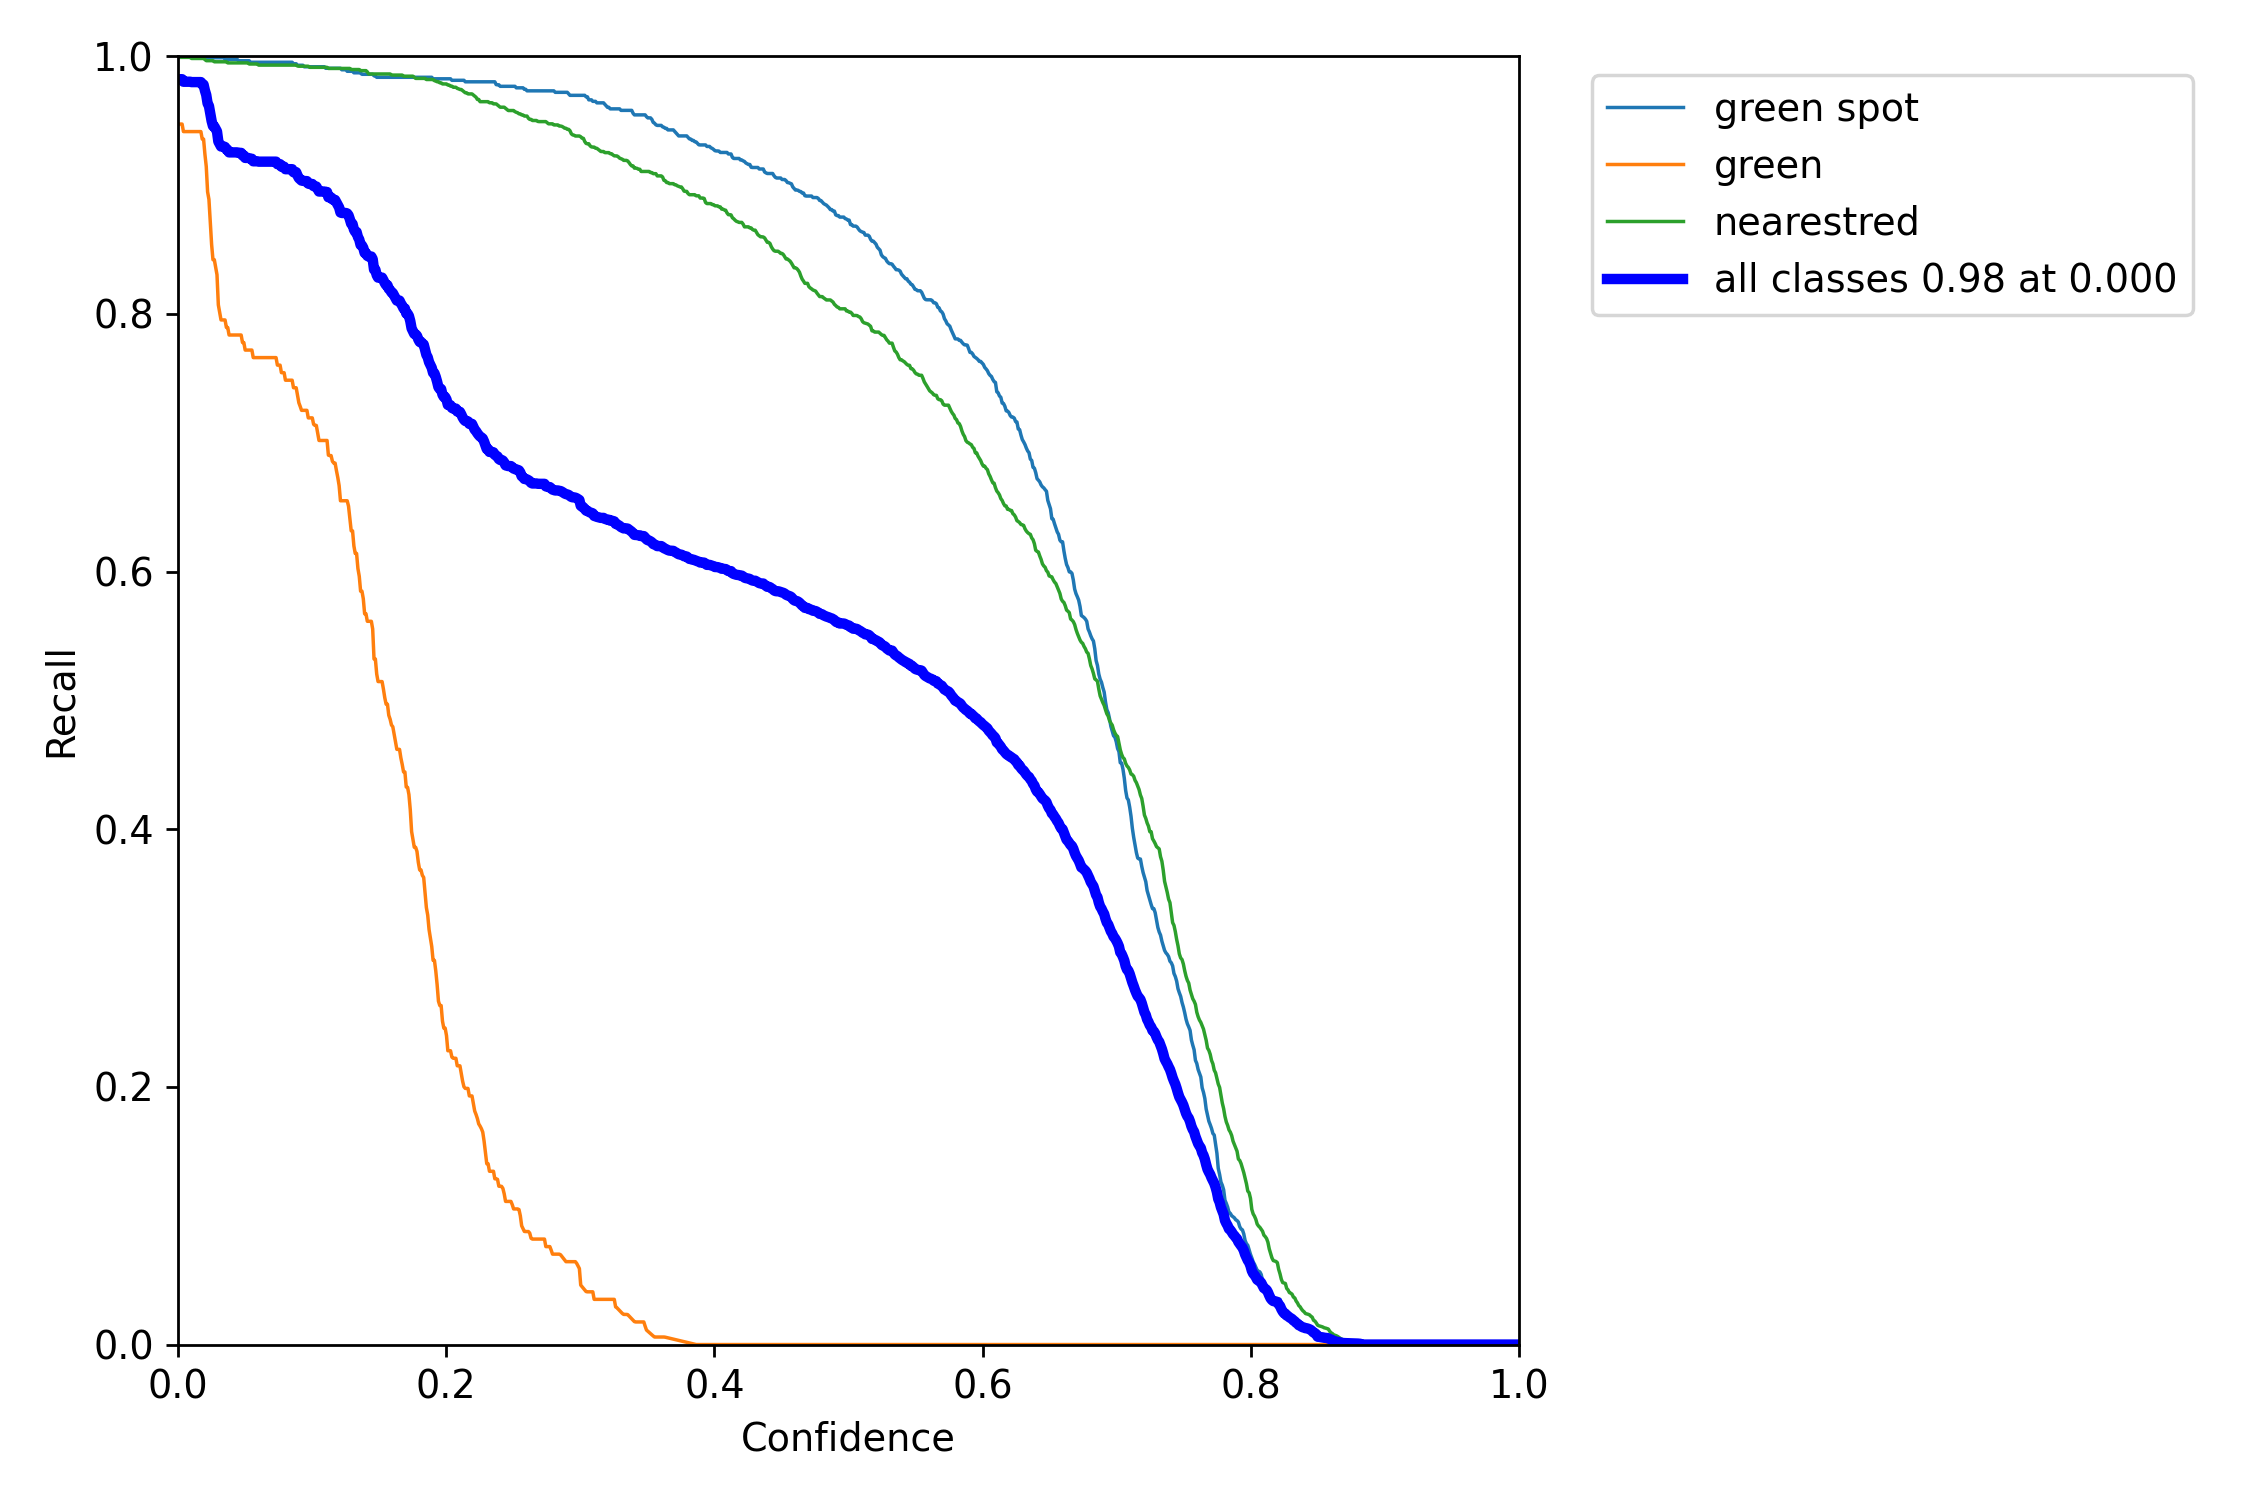 1.0
0.8
0.6
0.4
0.2
0.0
Recall
0.0 0.2 0.4 0.6 0.8 1.0
Confidence
green spot
green
nearestred
all classes 0.98 at 0.000